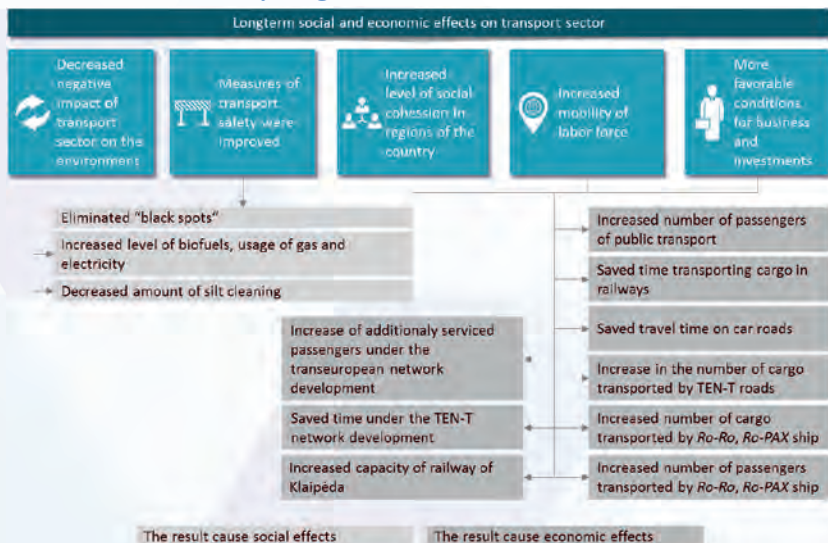 Longterm social and economic effects on transport sector
Decreased
negative
impact of
transport
sector on the
environment
Measures of
transport
safety were
improved
Increased
level of social
cohesion in
regions of the
country
Increased
mobility of
labor force
More
favorable
conditions
for business
and
investments
Eliminated "black spots"
Increased level of biofuels, usage of gas and
electricity
Decreased amount of silt cleaning
Increase of additionaly serviced
passengers under the
transeuropean network
development
Saved time under the TEN-T
network development
Increased capacity of railway of
Klaipėda
Increased number of passengers
of public transport
Saved time transporting cargo in
railways
Saved travel time on car roads
Increase in the number of cargo
transported by TEN-T roads
Increased number of cargo
transported by Ro-Ro, Ro-PAX ship
Increased number of passengers
transported by Ro-Ro, Ro-PAX ship
The result cause social effects
The result cause economic effects